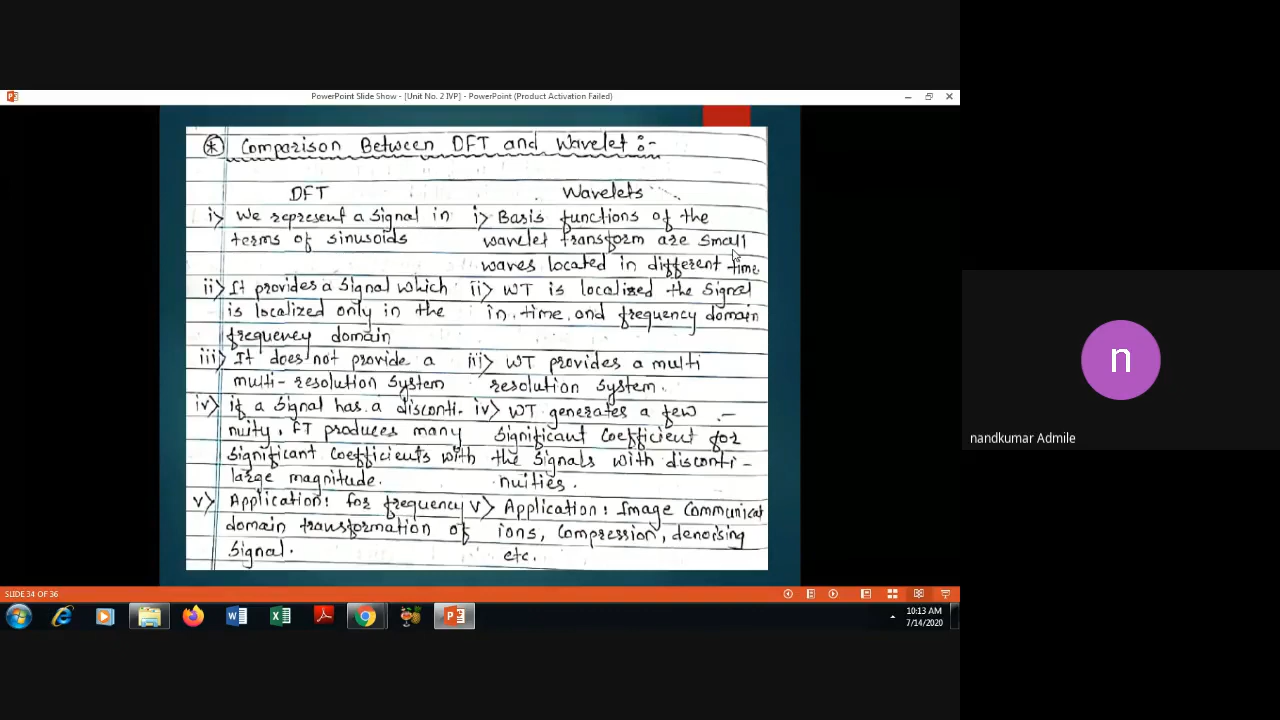 PowerPoint Slide Show - [Unit No. 2 IVP] - PowerPoint (Product Activation Failed)
* Comparison Between DFT and Wavelet :-
DFT
i> We represent a signal in
terms of sinusoids
ii> It provides a signal which
is localized only in the
frequency domain
iii> It does not provide a
multi-resolution system
iv> if a signal has a disconti-
nuity, FT produces many
significant coefficients with
large magnitude.
v> Application: for frequency
domain transformation of
signal.
Wavelets
i> Basis functions of the
wavelet transform are small
waves located in different time
ii> WT is localized the signal
in time and frequency domain
iii> WT provides a multi
resolution system.
iv> WT generates a few
significant coefficient for
the signals with disconti-
nuities.
v> Application: Image Communicat
ions, Compression, denoising
etc.
SLIDE 34 OF 36
10:13 AM
7/14/2020
n
nandkumar Admile